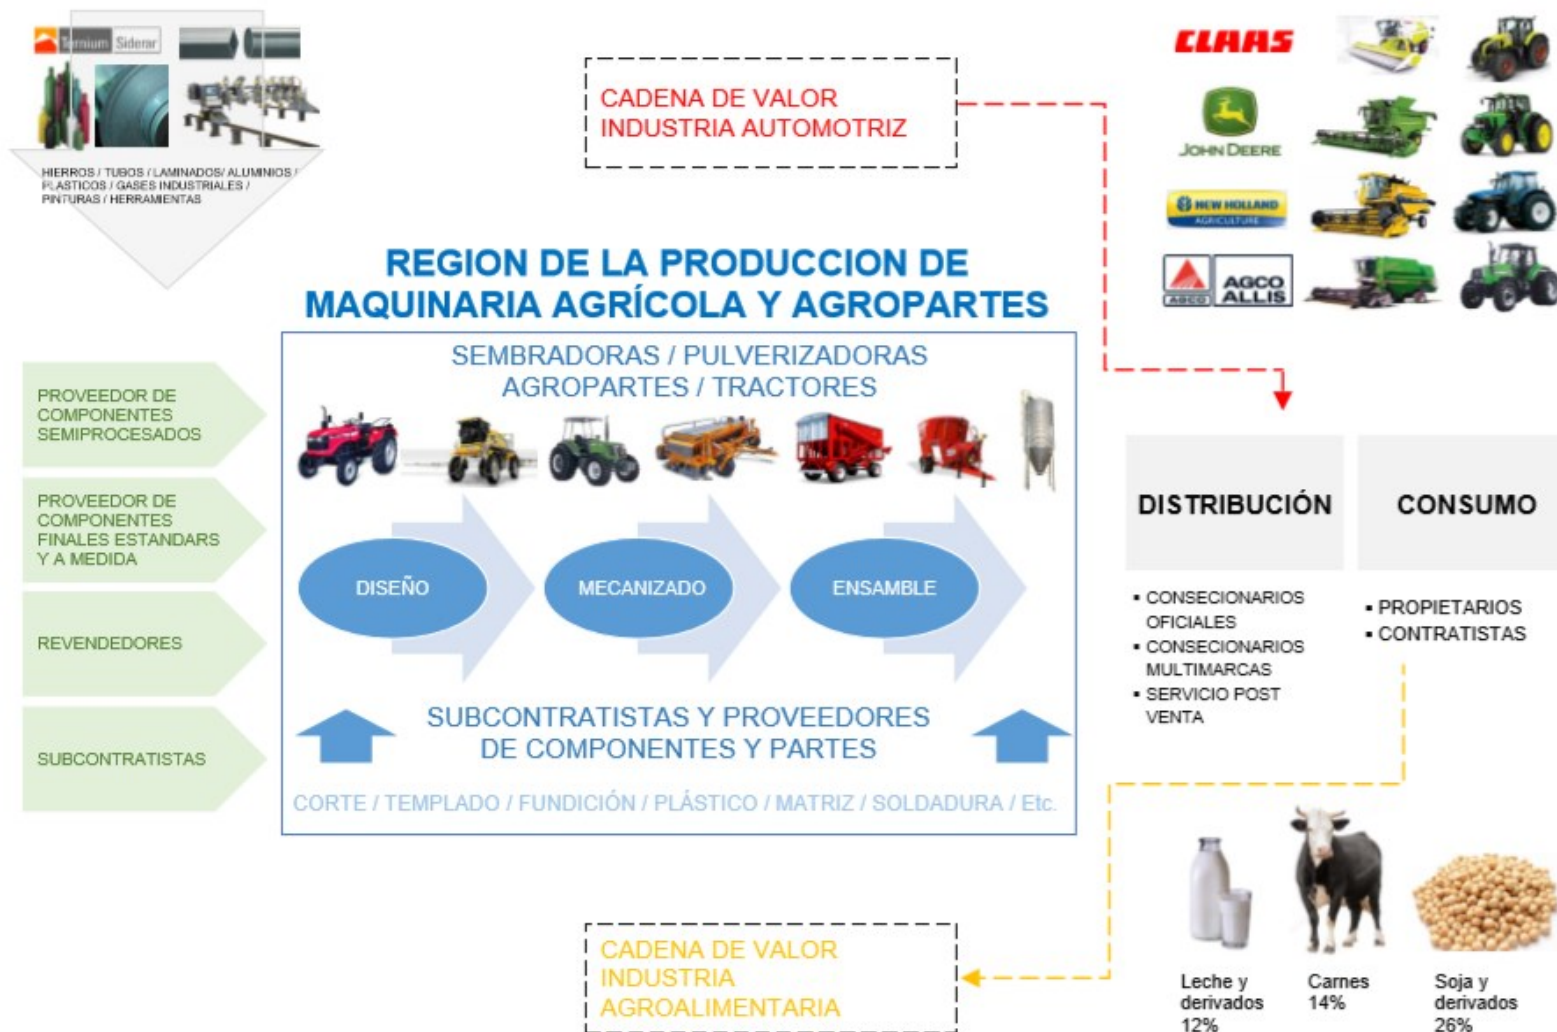 Ternium Siderar
HIERROS / TUBOS / LAMINADOS/ ALUMINIOS /
PLASTICOS / GASES INDUSTRIALES /
PINTURAS / HERRAMIENTAS
CADENA DE VALOR
INDUSTRIA AUTOMOTRIZ
CLAAS
JOHN DEERE
NEW HOLLAND
AGRICULTURE
AGCO
AGCO
ALLIS
REGION DE LA PRODUCCION DE
MAQUINARIA AGRÍCOLA Y AGROPARTES
PROVEEDOR DE
COMPONENTES
SEMIPROCESADOS
PROVEEDOR DE
COMPONENTES
FINALES ESTANDARS
Y A MEDIDA
REVENDEDORES
SUBCONTRATISTAS
SEMBRADORAS / PULVERIZADORAS
AGROPARTES / TRACTORES
DISEÑO
MECANIZADO
ENSAMBLE
SUBCONTRATISTAS Y PROVEEDORES
DE COMPONENTES Y PARTES
CORTE / TEMPLADO / FUNDICIÓN / PLÁSTICO / MATRIZ / SOLDADURA / Etc.
DISTRIBUCIÓN
▪ CONSECIONARIOS
OFICIALES
▪ CONSECIONARIOS
MULTIMARCAS
▪ SERVICIO POST
VENTA
CONSUMO
▪ PROPIETARIOS
▪ CONTRATISTAS
CADENA DE VALOR
INDUSTRIA
AGROALIMENTARIA
Leche y
derivados
12%
Carnes
14%
Soja y
derivados
26%